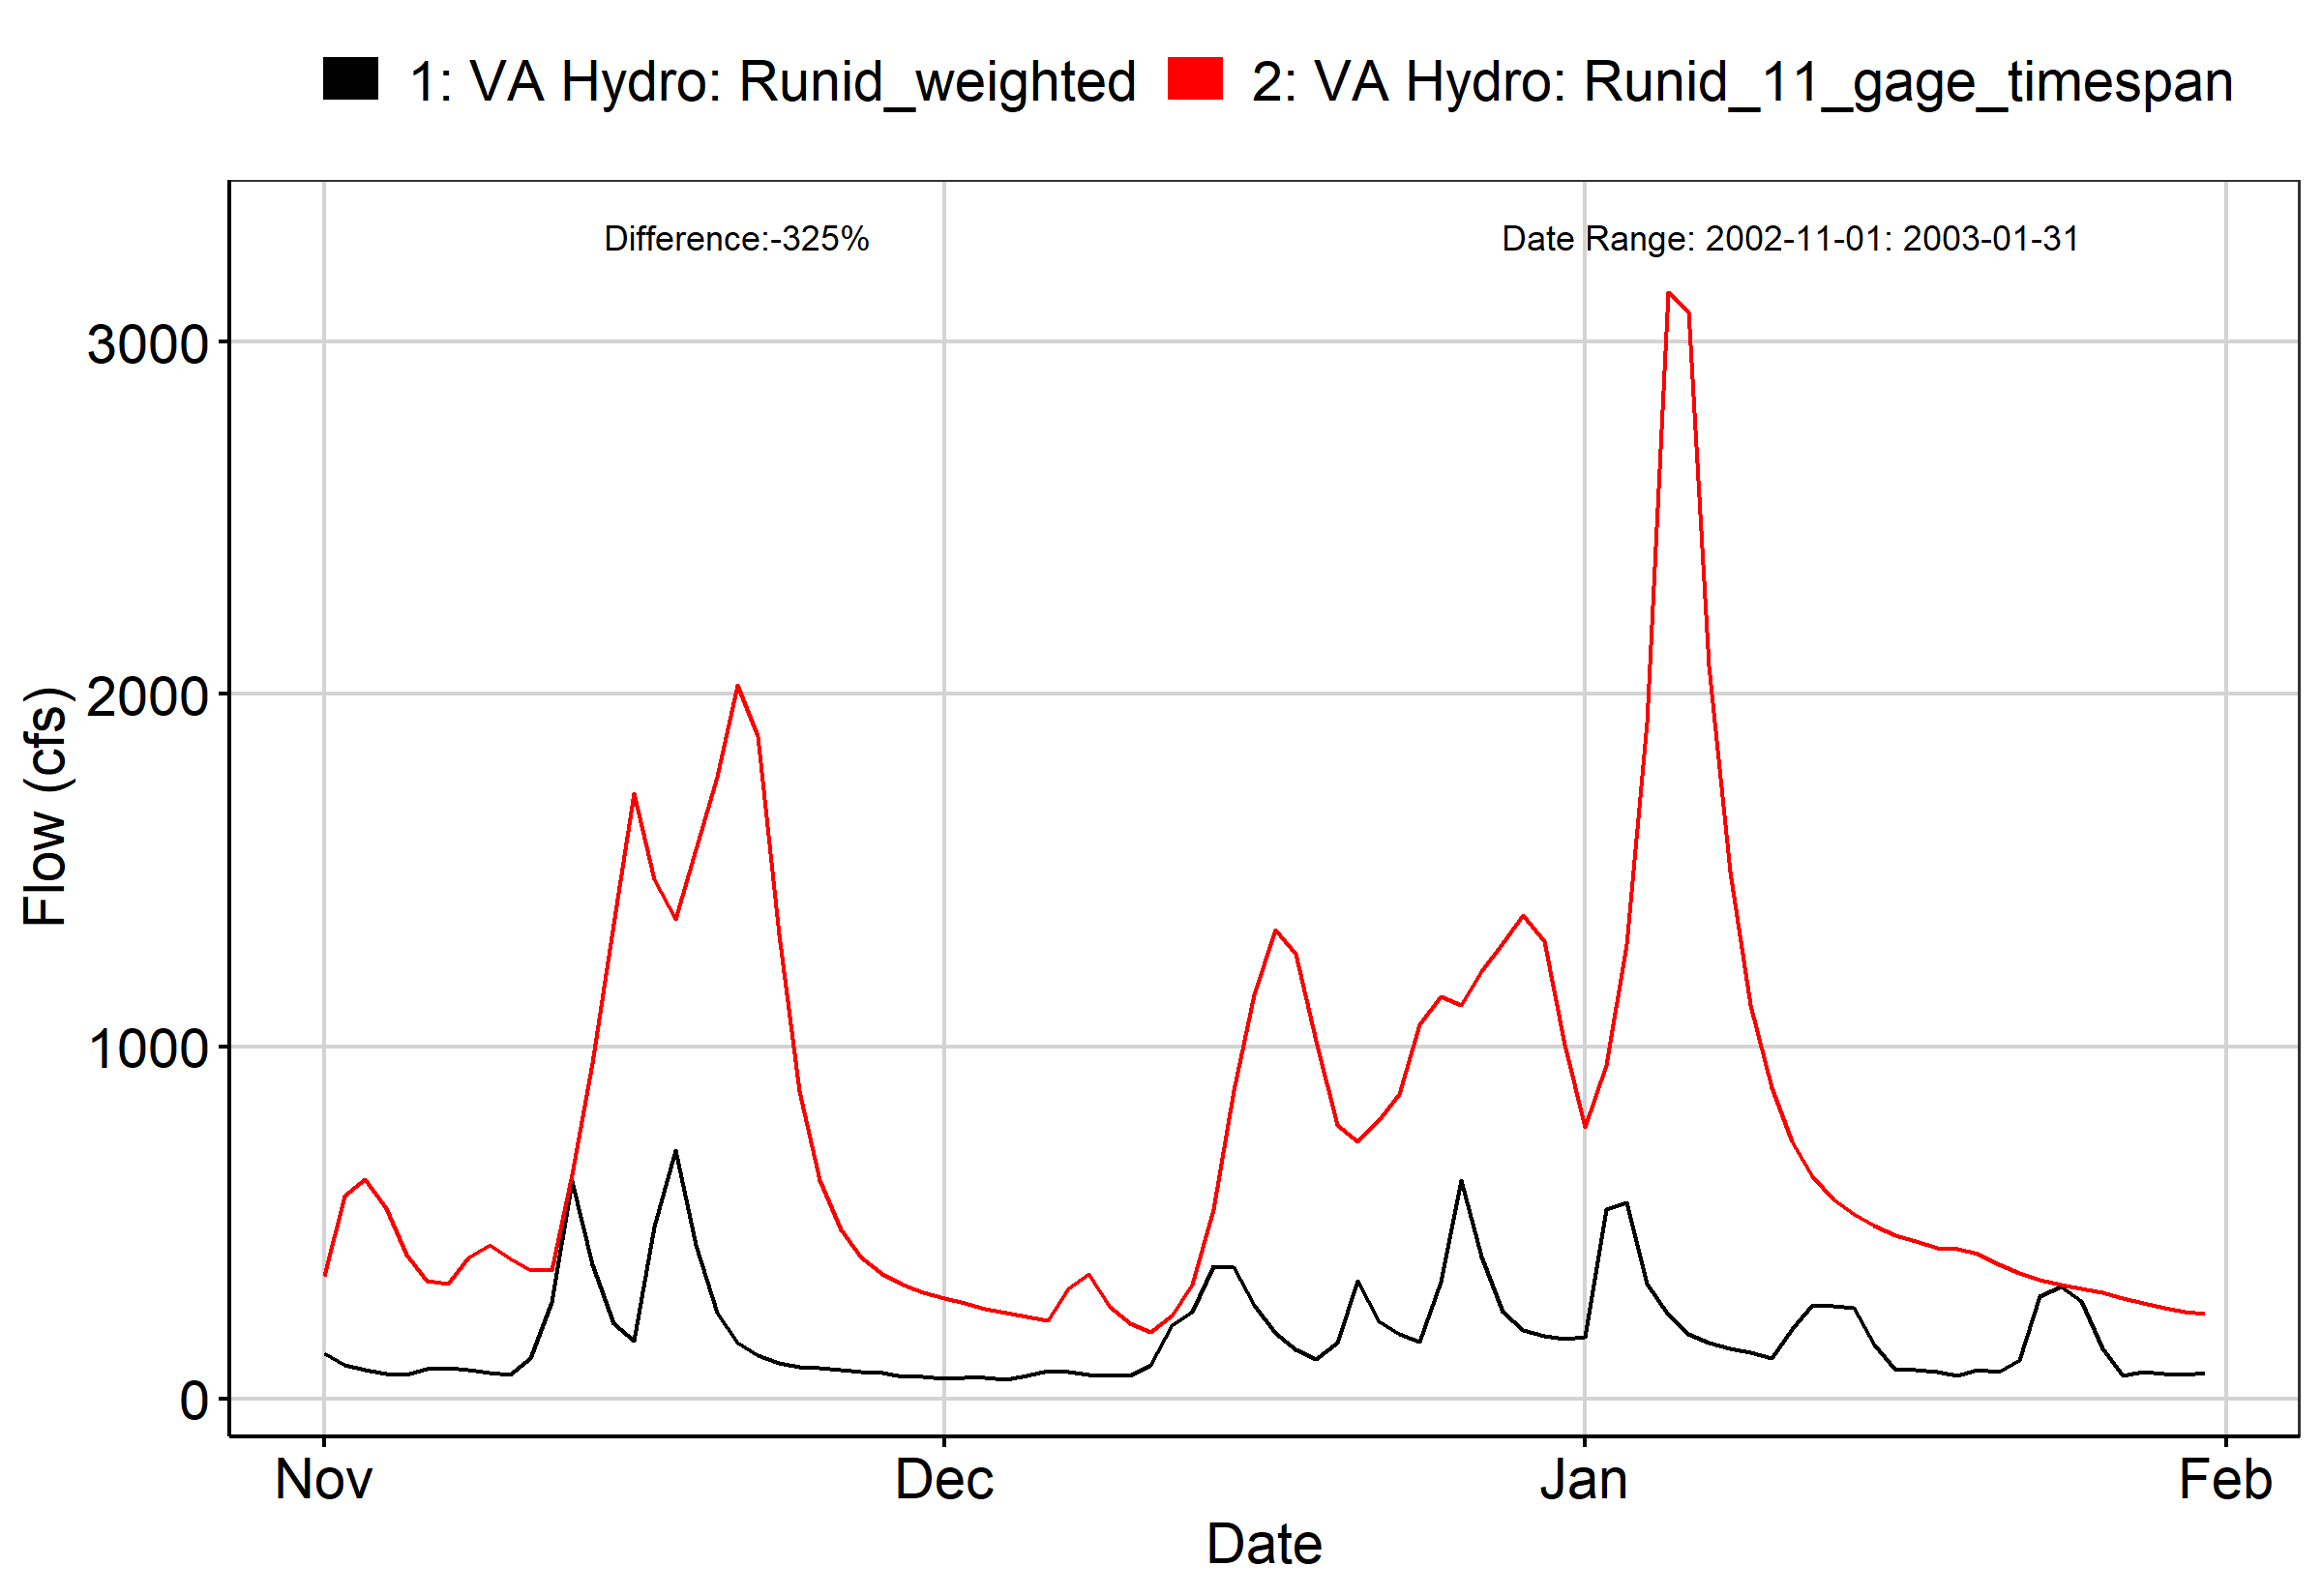 1: VA Hydro: Runid_weighted 2: VA Hydro: Runid_11_gage_timespan
Difference:-325% Date Range: 2002-11-01: 2003-01-31
3000
2000
1000
0
Flow (cfs)
Nov Dec Jan Feb
Date